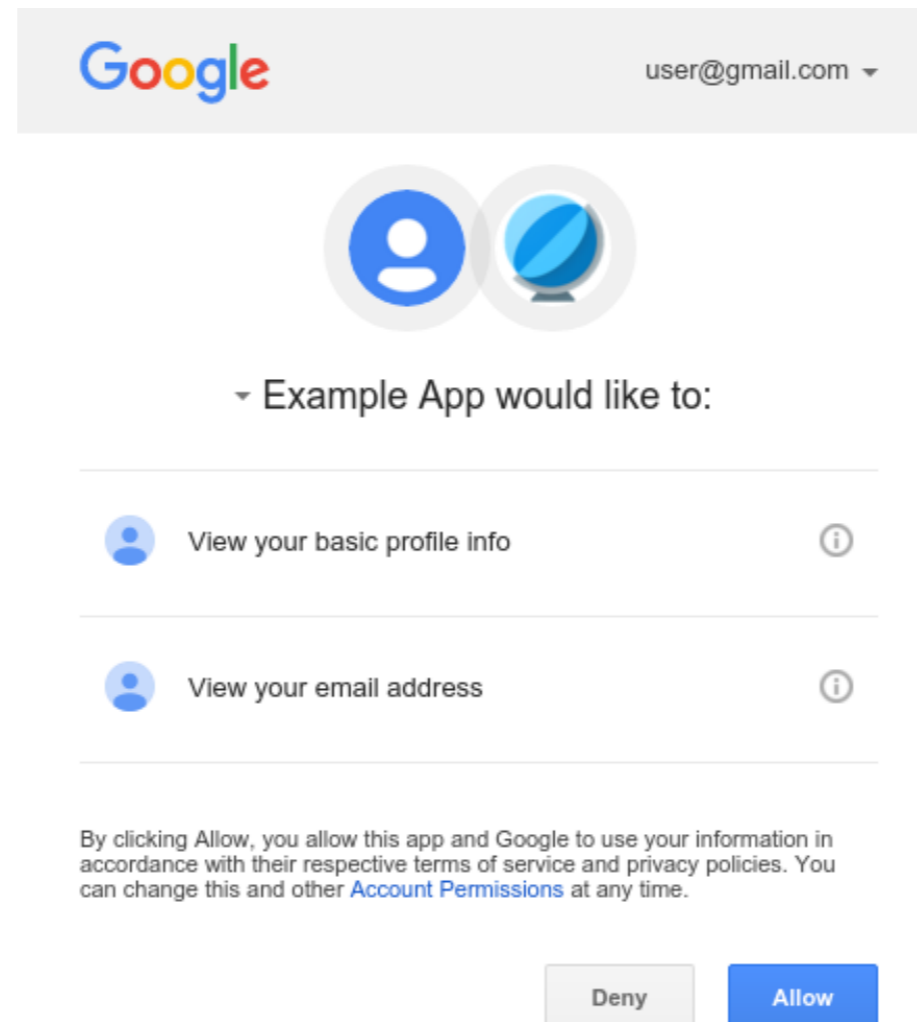 Google
user@gmail.com
Example App would like to:
View your basic profile info
View your email address
By clicking Allow, you allow this app and Google to use your information in
accordance with their respective terms of service and privacy policies. You
can change this and other Account Permissions at any time.
Deny
Allow